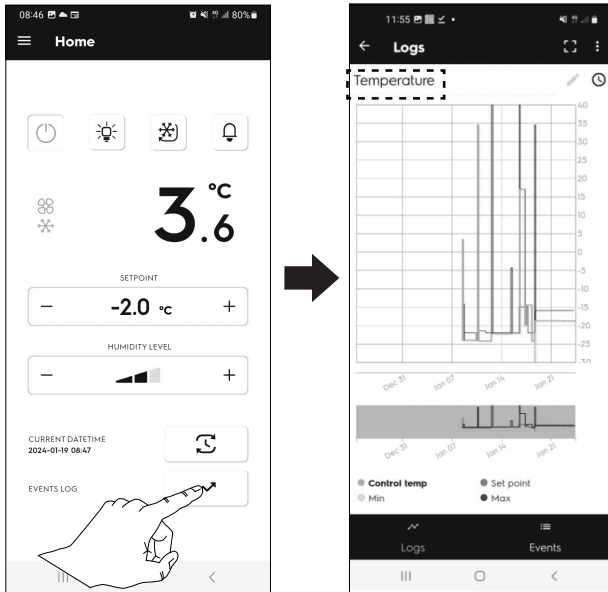 08:46 80%
Home
3.6 °C
SETPOINT
− -2.0 °C +
HUMIDITY LEVEL
− +
CURRENT DATETIME
2024-01-19 08:47
EVENTS LOG
11:55
Logs
Temperature
40
35
30
25
20
15
10
5
0
-5
-10
-15
-20
-25
-30
Dec 31 Jan 07 Jan 14 Jan 21
Dec 31 Jan 07 Jan 14 Jan 21
Control temp Set point
Min Max
Logs Events